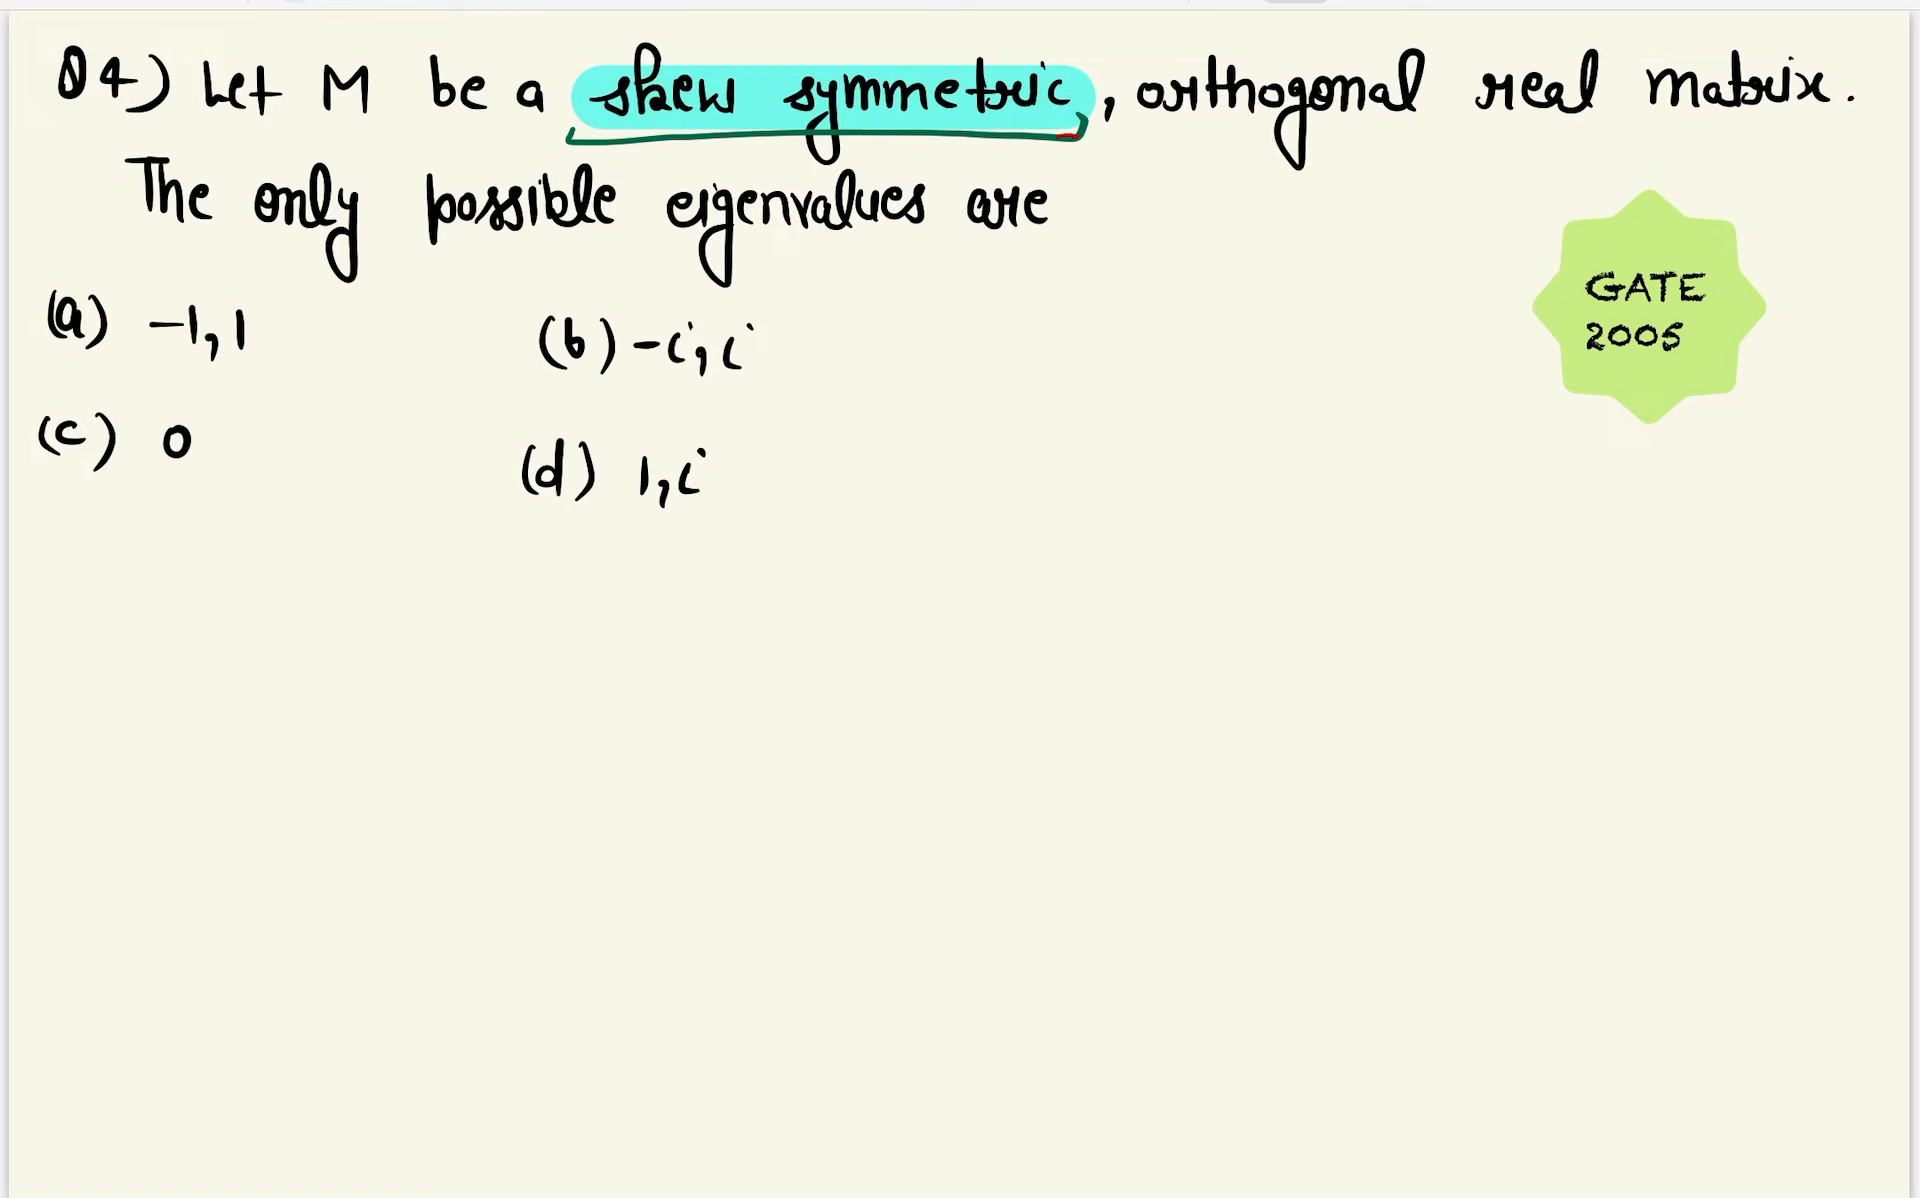 Q4) Let M be a skew symmetric, orthogonal real matrix.
The only possible eigenvalues are
(a) -1, 1
(b) -i, i
(c) 0
(d) 1, i
GATE
2005